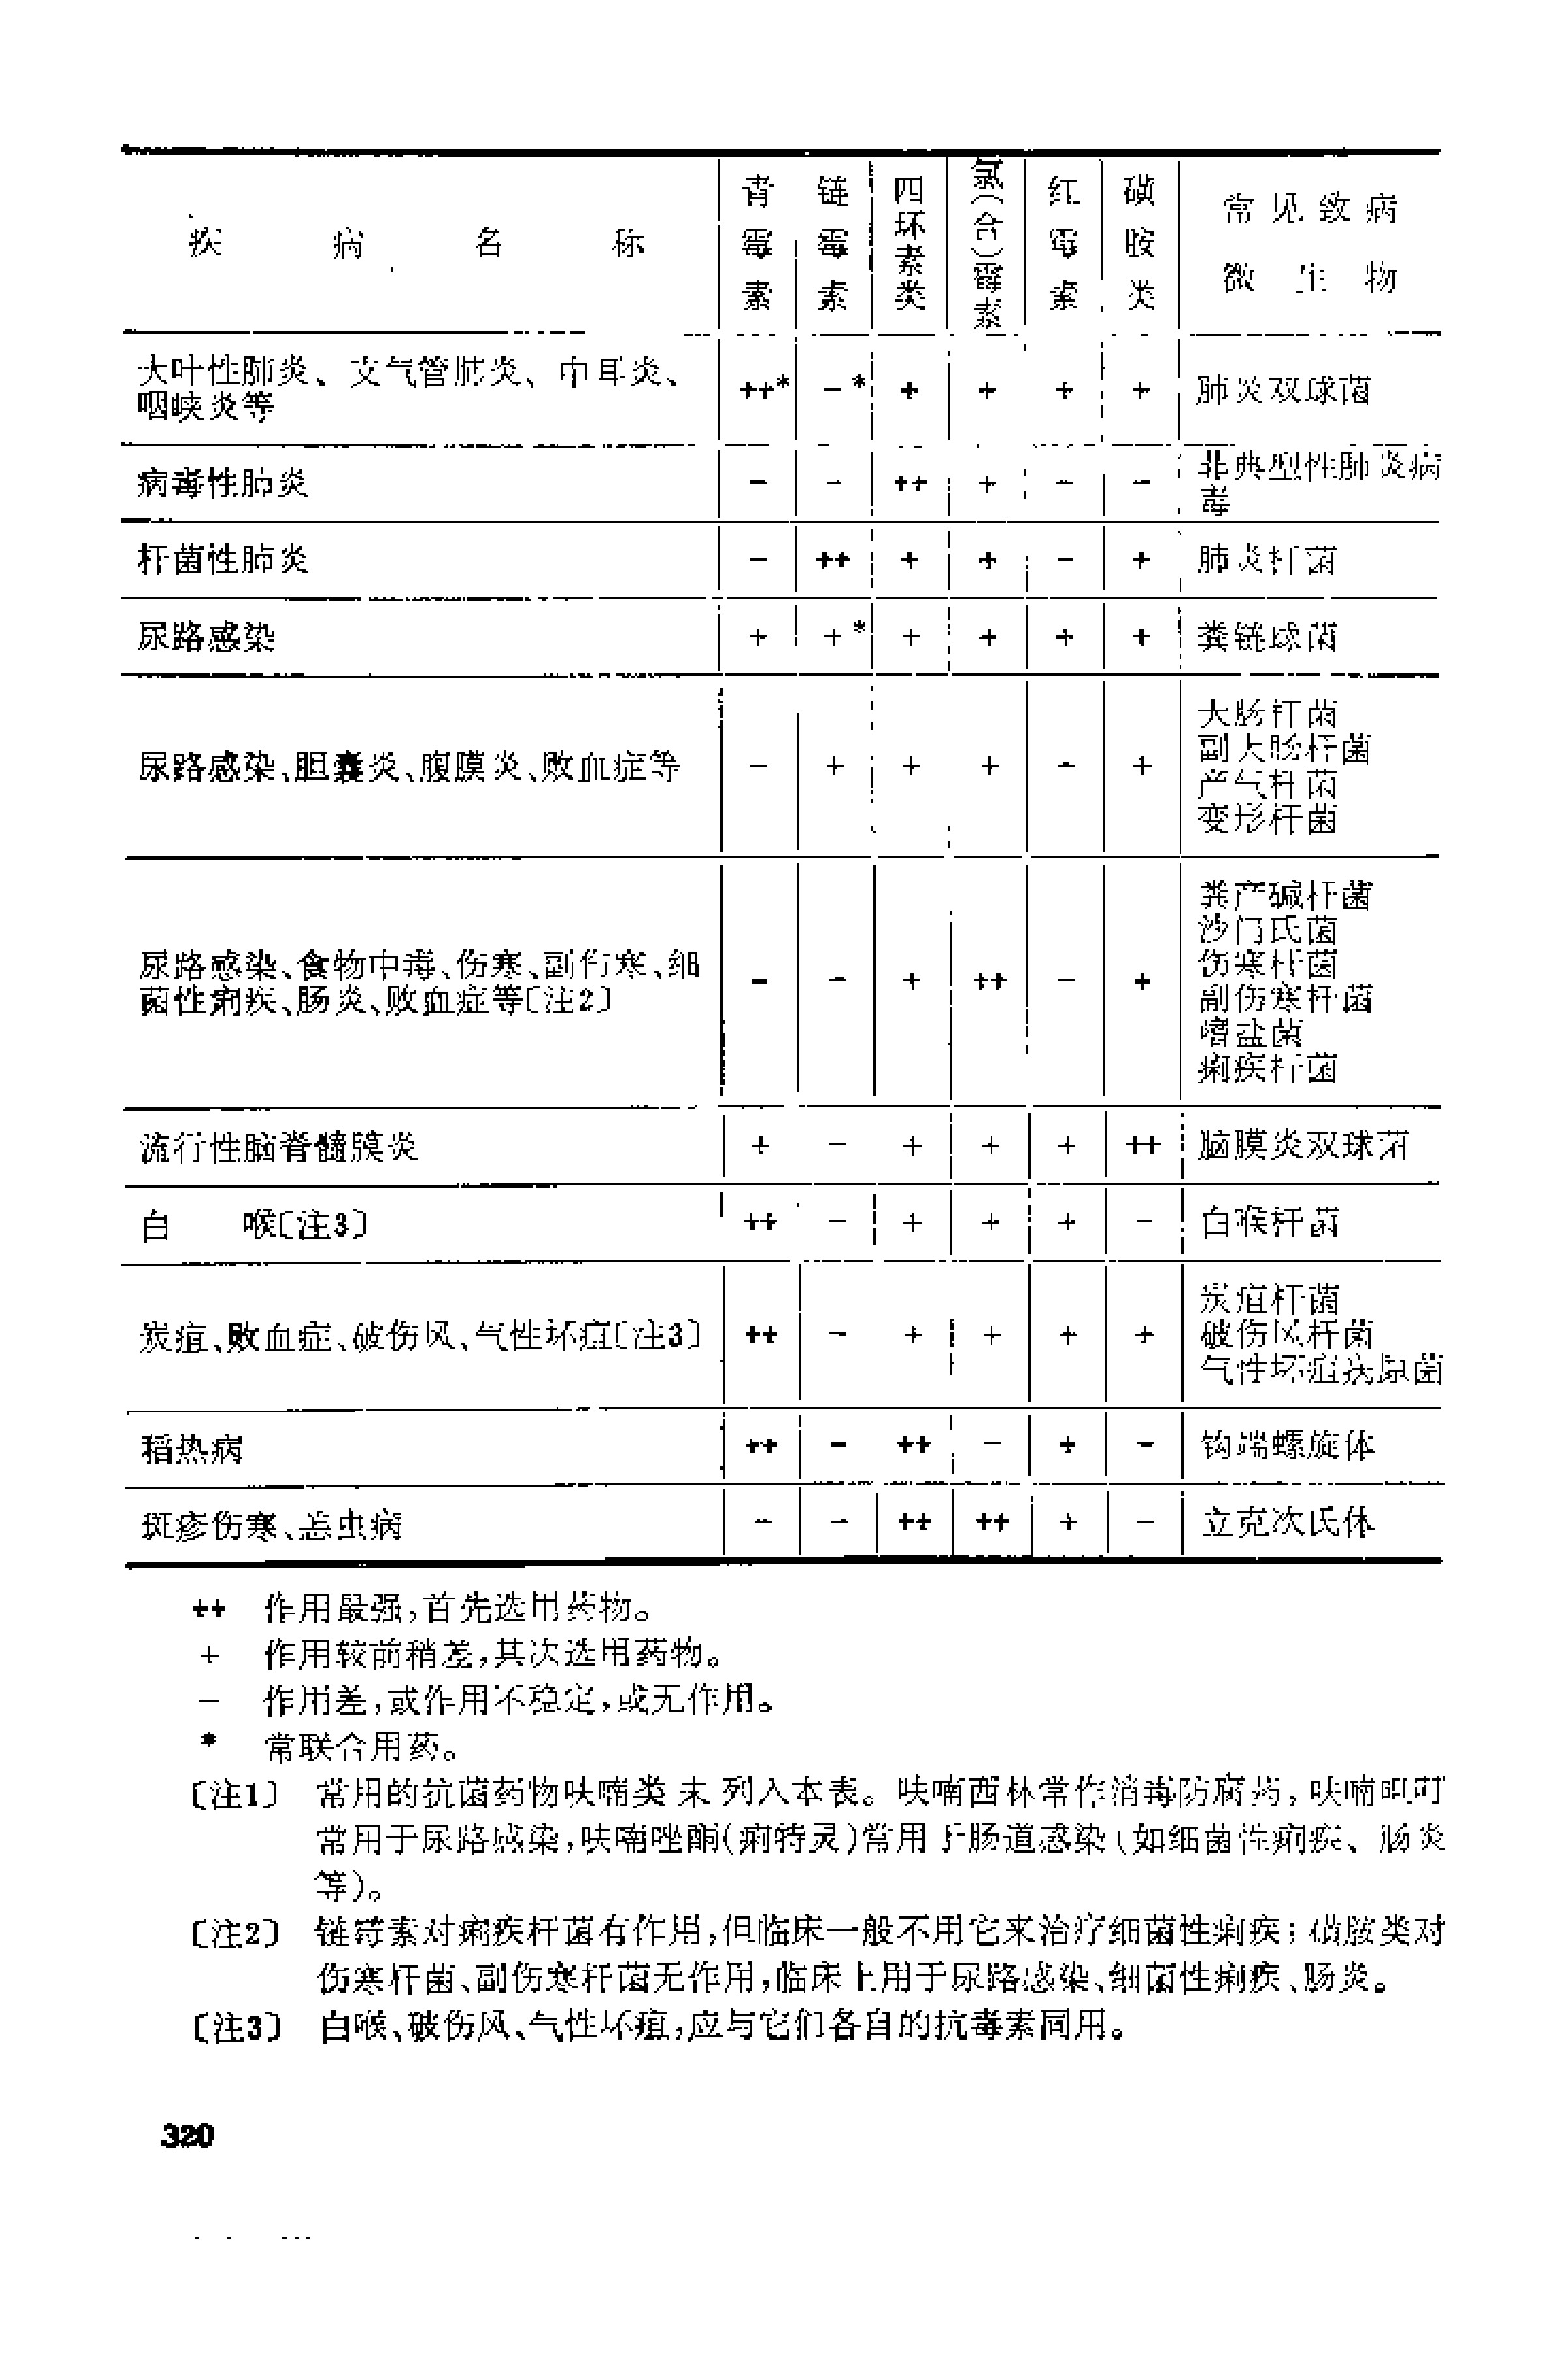 疾 病 名 称 青霉素 链霉素 四环素类 氯(合)霉素 红霉素 磺胺类 常见致病微生物
大叶性肺炎、支气管肺炎、中耳炎、
咽峡炎等 ++* -* + + + + 肺炎双球菌
病毒性肺炎 - - ++ + - - 非典型性肺炎病
毒
杆菌性肺炎 - ++ + + - + 肺炎杆菌
尿路感染 + +* + + + + 粪链球菌
尿路感染、胆囊炎、腹膜炎、败血症等 - + + + - + 大肠杆菌
副大肠杆菌
产气杆菌
变形杆菌
尿路感染、食物中毒、伤寒、副伤寒、细
菌性痢疾、肠炎、败血症等〔注2〕 - - + ++ - + 粪产碱杆菌
沙门氏菌
伤寒杆菌
副伤寒杆菌
嗜盐菌
痢疾杆菌
流行性脑脊髓膜炎 + - + + + ++ 脑膜炎双球菌
白 喉〔注3〕 ++ - + + + - 白喉杆菌
炭疽、败血症、破伤风、气性坏疽〔注3〕 ++ - + + + + 炭疽杆菌
破伤风杆菌
气性坏疽病原菌
稻热病 ++ - ++ - + - 钩端螺旋体
斑疹伤寒、恙虫病 - - ++ ++ + - 立克次氏体
++ 作用最强,首先选用药物。
+ 作用较前稍差,其次选用药物。
- 作用差,或作用不稳定,或无作用。
* 常联合用药。
〔注1〕 常用的抗菌药物呋喃类未列入本表。呋喃西林常作消毒防腐药,呋喃呾啶
常用于尿路感染,呋喃唑酮(痢特灵)常用于肠道感染(如细菌性痢疾、肠炎
等)。
〔注2〕 链霉素对痢疾杆菌有作用,但临床一般不用它来治疗细菌性痢疾;磺胺类对
伤寒杆菌、副伤寒杆菌无作用,临床上用于尿路感染、细菌性痢疾、肠炎。
〔注3〕 白喉、破伤风、气性坏疽,应与它们各自的抗毒素同用。
320